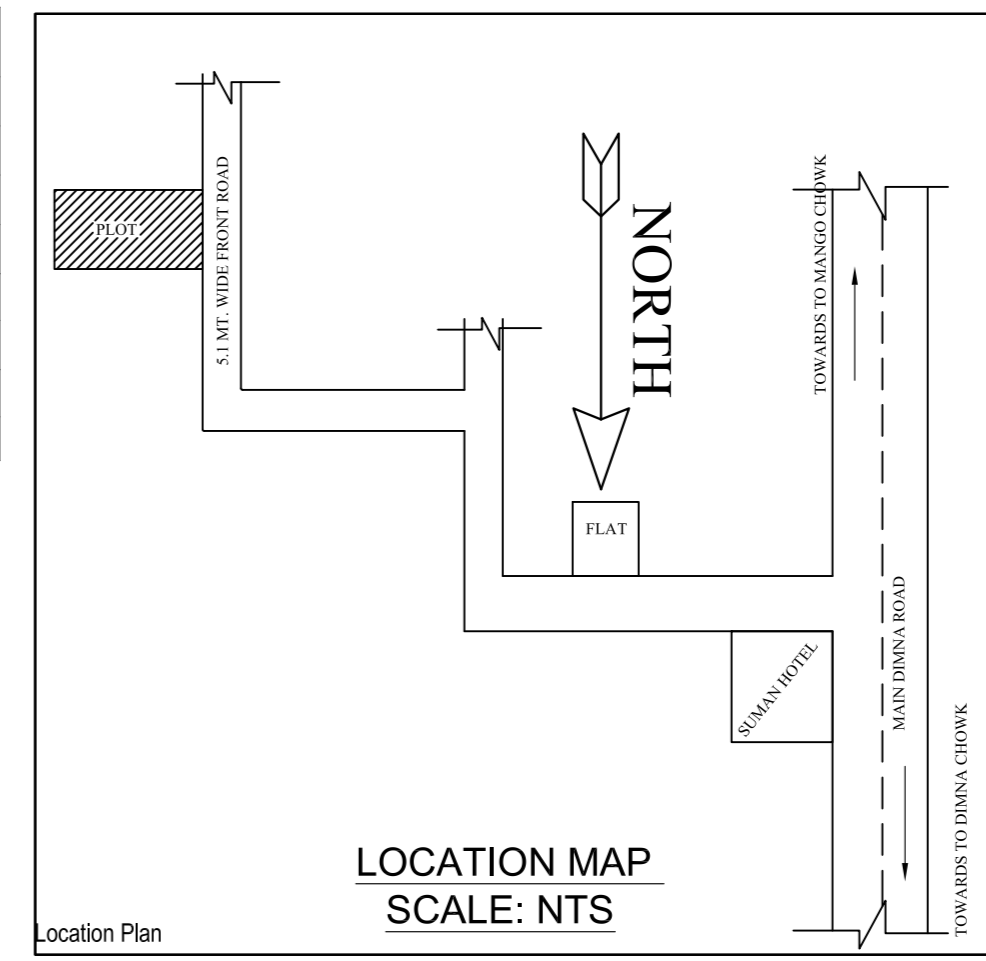 PLOT
5.1 MT. WIDE FRONT ROAD
NORTH
TOWARDS TO MANGO CHOWK
FLAT
SUMAN HOTEL
MAIN DIMNA ROAD
TOWARDS TO DIMNA CHOWK
LOCATION MAP
SCALE: NTS
Location Plan